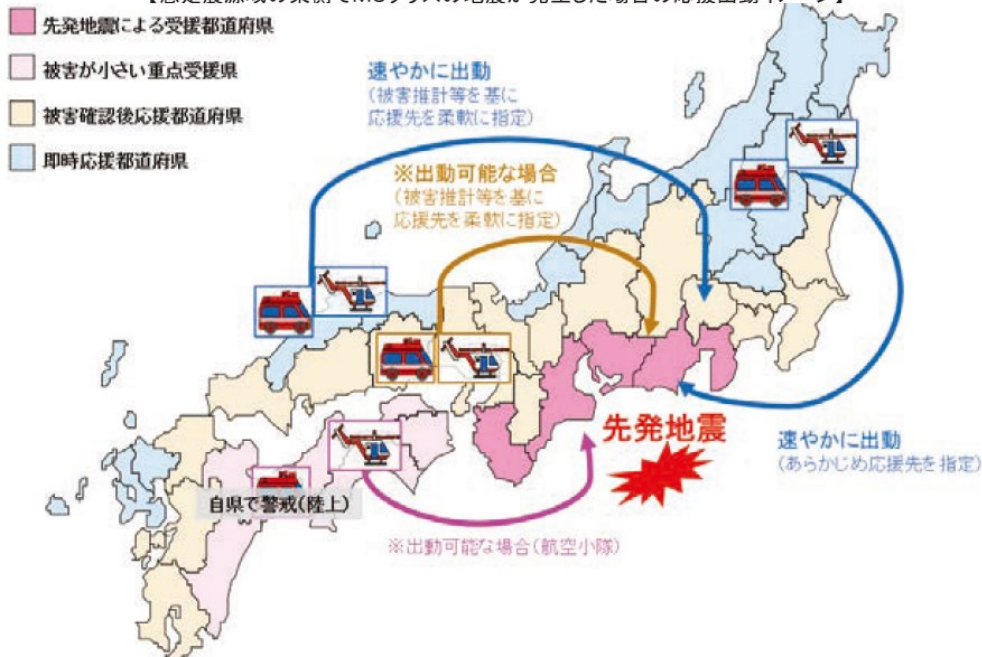 先発地震による受援都道府県
被害が小さい重点受援県
被害確認後応援都道府県
即時応援都道府県
速やかに出動
(被害推計等を基に
応援先を柔軟に指定)
※出動可能な場合
(被害推計等を基に
応援先を柔軟に指定)
先発地震
速やかに出動
(あらかじめ応援先を指定)
自県で警戒(陸上)
※出動可能な場合(航空小隊)